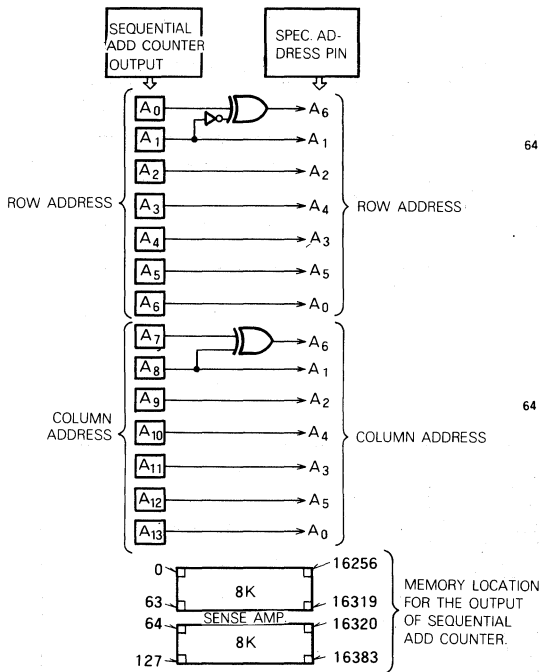 SEQUENTIAL
ADD COUNTER
OUTPUT
SPEC. AD-
DRESS PIN
A0
A6
A1
A1
64
A2
A2
ROW ADDRESS
A3
A4
ROW ADDRESS
A4
A3
A5
A5
A6
A0
A7
A6
A8
A1
A9
A2
64
COLUMN
ADDRESS
A10
A4
COLUMN ADDRESS
A11
A3
A12
A5
A13
A0
0
16256
8K
63
16319
SENSE AMP.
64
16320
8K
127
16383
MEMORY LOCATION
FOR THE OUTPUT
OF SEQUENTIAL
ADD COUNTER.